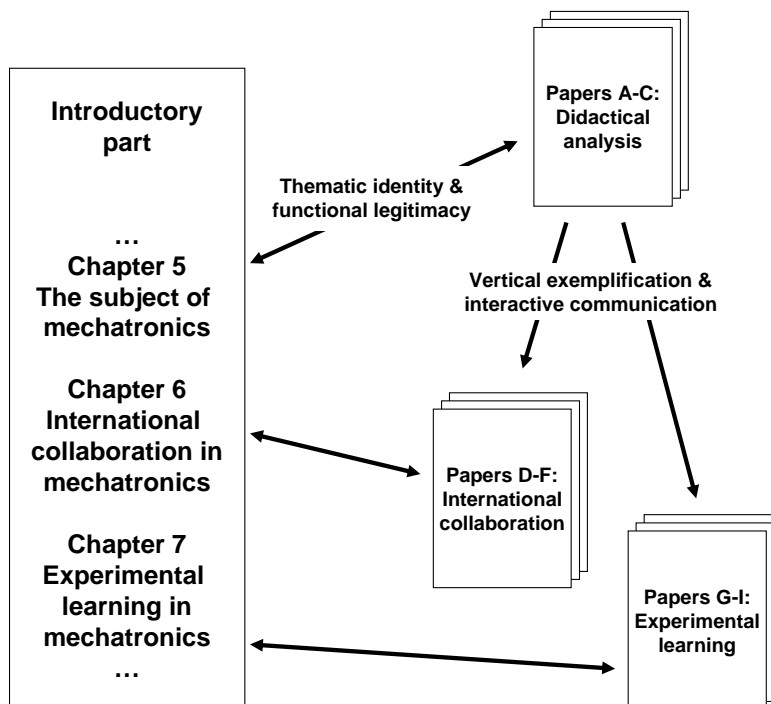 Introductory
part
…
Chapter 5
The subject of
mechatronics
Chapter 6
International
collaboration in
mechatronics
Chapter 7
Experimental
learning in
mechatronics
…
Thematic identity &
functional legitimacy
Papers A-C:
Didactical
analysis
Vertical exemplification &
interactive communication
Papers D-F:
International
collaboration
Papers G-I:
Experimental
learning